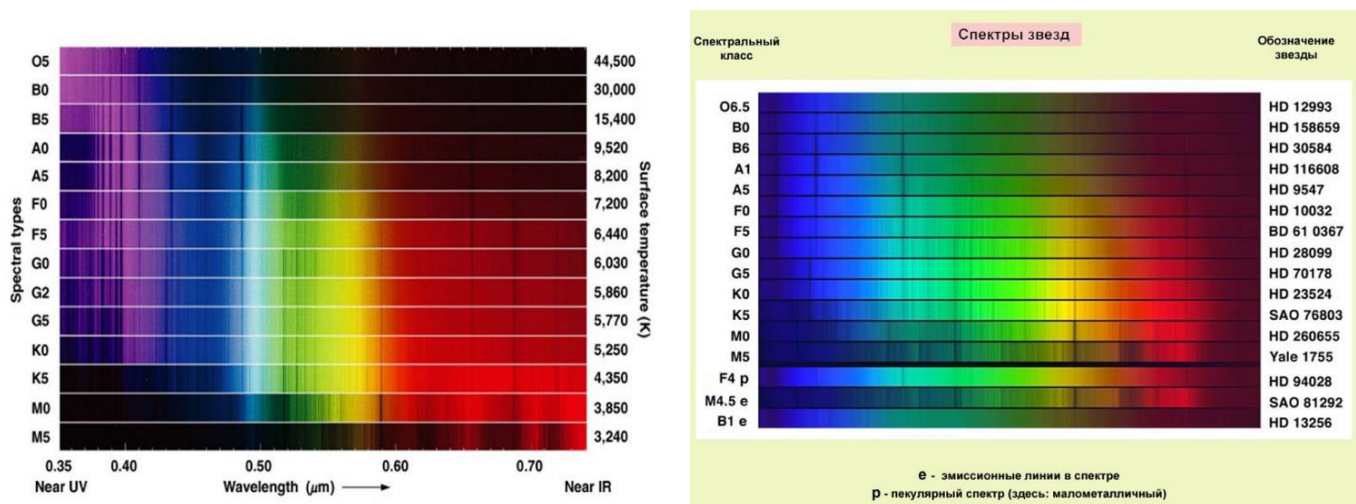 Spectral types
O5 44,500
B0 30,000
B5 15,400
A0 9,520
A5 8,200
F0 7,200
F5 6,440
G0 6,030
G2 5,860
G5 5,770
K0 5,250
K5 4,350
M0 3,850
M5 3,240
Surface temperature (K)
0.35 0.40 0.50 0.60 0.70
Near UV Wavelength (μm) ⟶ Near IR
Спектры звезд
Спектральный
класс
Обозначение
звезды
O6.5 HD 12993
B0 HD 158659
B6 HD 30584
A1 HD 116608
A5 HD 9547
F0 HD 10032
F5 BD 61 0367
G0 HD 28099
G5 HD 70178
K0 HD 23524
K5 SAO 76803
M0 HD 260655
M5 Yale 1755
F4 p HD 94028
M4.5 e SAO 81292
B1 e HD 13256
e - эмиссионные линии в спектре
p - пекулярный спектр (здесь: малометалличный)